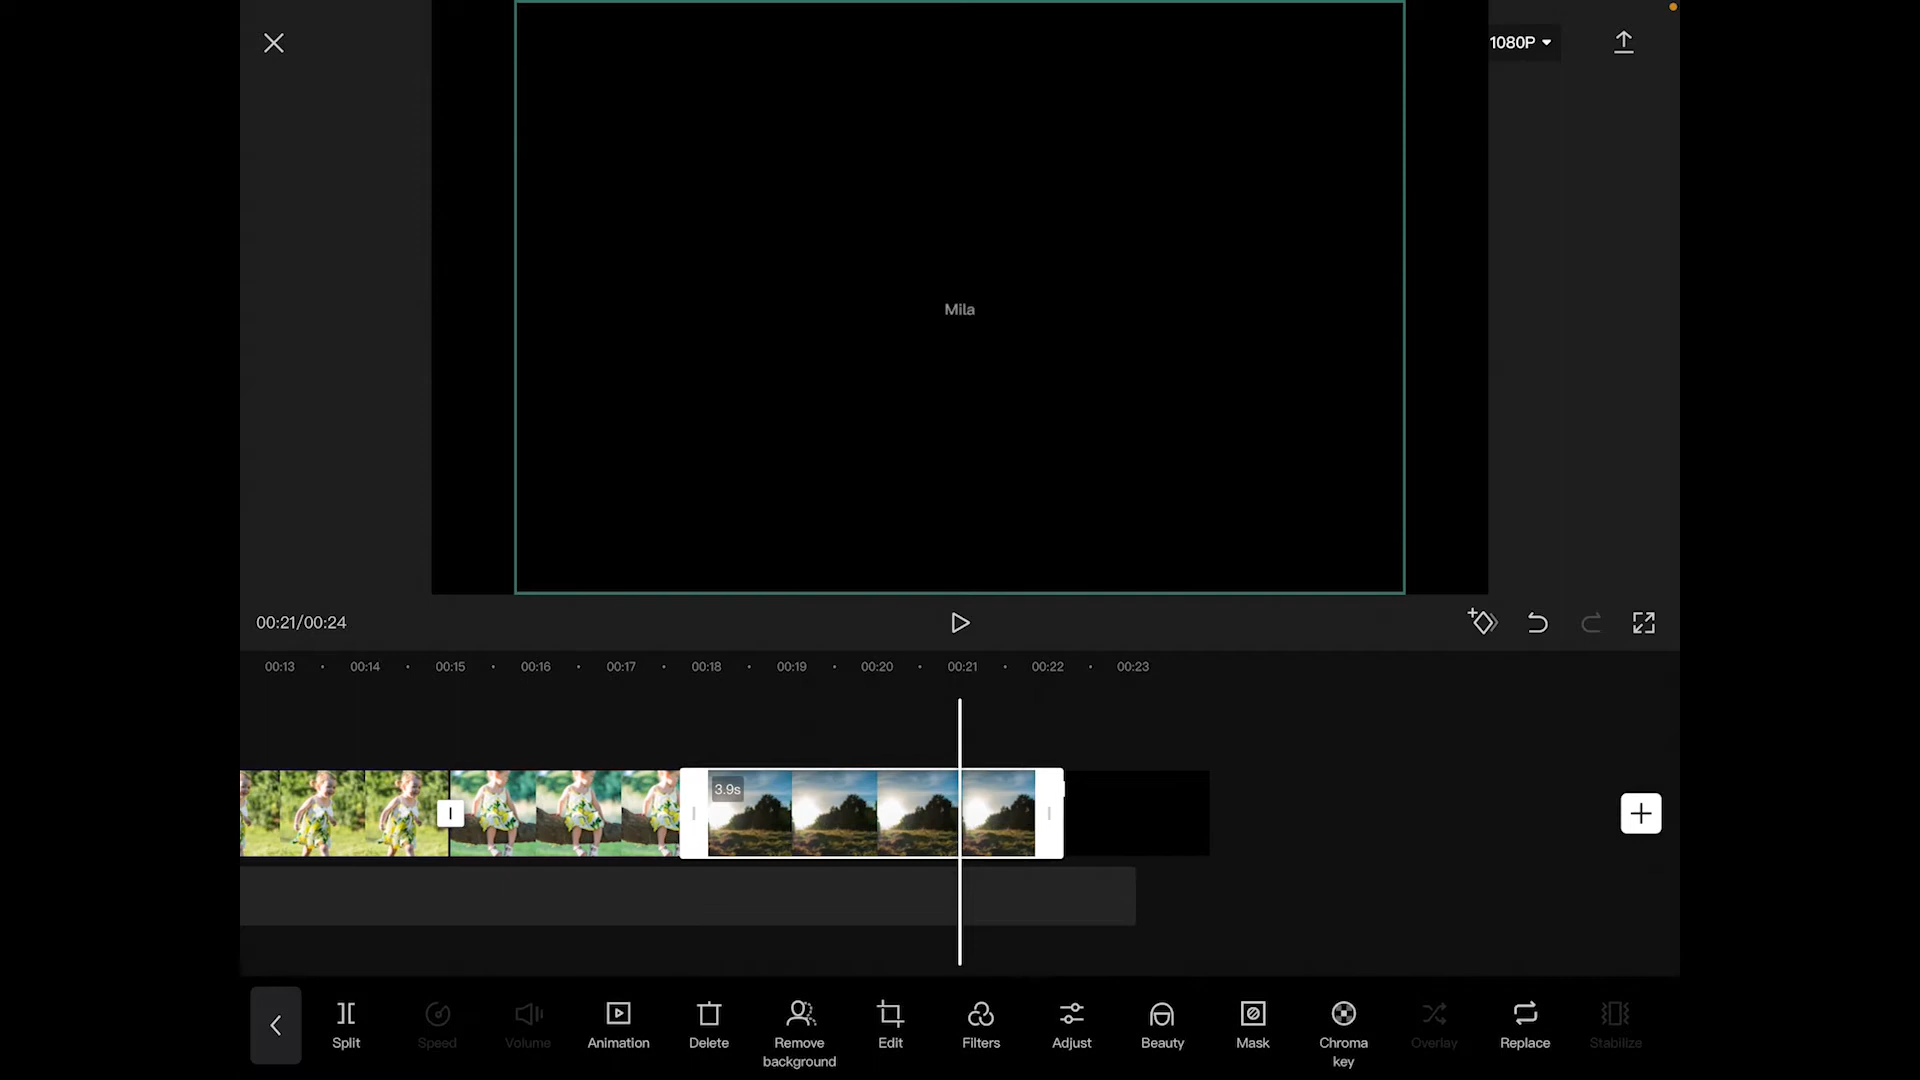 1080P
Mila
00:21/00:24
00:13 00:14 00:15 00:16 00:17 00:18 00:19 00:20 00:21 00:22 00:23
3.9s
Split
Speed
Volume
Animation
Delete
Remove
background
Edit
Filters
Adjust
Beauty
Mask
Chroma
key
Overlay
Replace
Stabilize